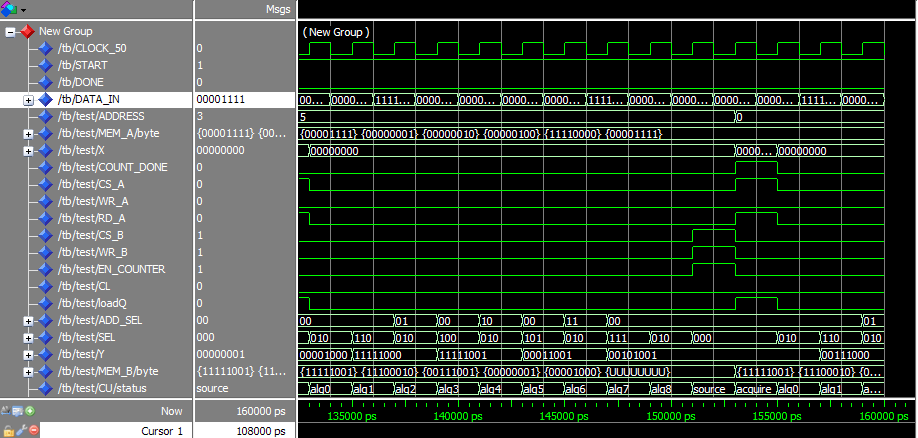 Msgs
New Group
( New Group )
/tb/CLOCK_50 0
/tb/START 1
/tb/DONE 0
/tb/DATA_IN 00001111 00... 0000... 1111... 0000... 0000... 0000... 0000... 1111... 0000... 0000... 0000... 0000... 1111... 0000...
/tb/test/ADDRESS 3 5 0
/tb/test/MEM_A/byte {00001111} {00... {00001111} {00000001} {00000010} {00000100} {11110000} {00001111}
/tb/test/X 00000000 00000000 0000... 00000000
/tb/test/COUNT_DONE 0
/tb/test/CS_A 0
/tb/test/WR_A 0
/tb/test/RD_A 0
/tb/test/CS_B 1
/tb/test/WR_B 1
/tb/test/EN_COUNTER 1
/tb/test/CL 0
/tb/test/loadQ 0
/tb/test/ADD_SEL 00 00 01 00 10 00 11 00 01
/tb/test/SEL 000 010 110 010 100 010 101 010 111 010 000 010 110 010
/tb/test/Y 00000001 00001000 11111000 11111001 00011001 00101001 00111000
/tb/test/MEM_B/byte {11111001} {11... {11111001} {11100010} {00111001} {00000001} {00001000} {UUUUUUUU} {11111001} {11100010} {0...
/tb/test/CU/status source alg0 alg1 alg2 alg3 alg4 alg5 alg6 alg7 alg8 source acquire alg0 alg1 a...
Now 160000 ps 135000 ps 140000 ps 145000 ps 150000 ps 155000 ps 160000 ps
Cursor 1 108000 ps